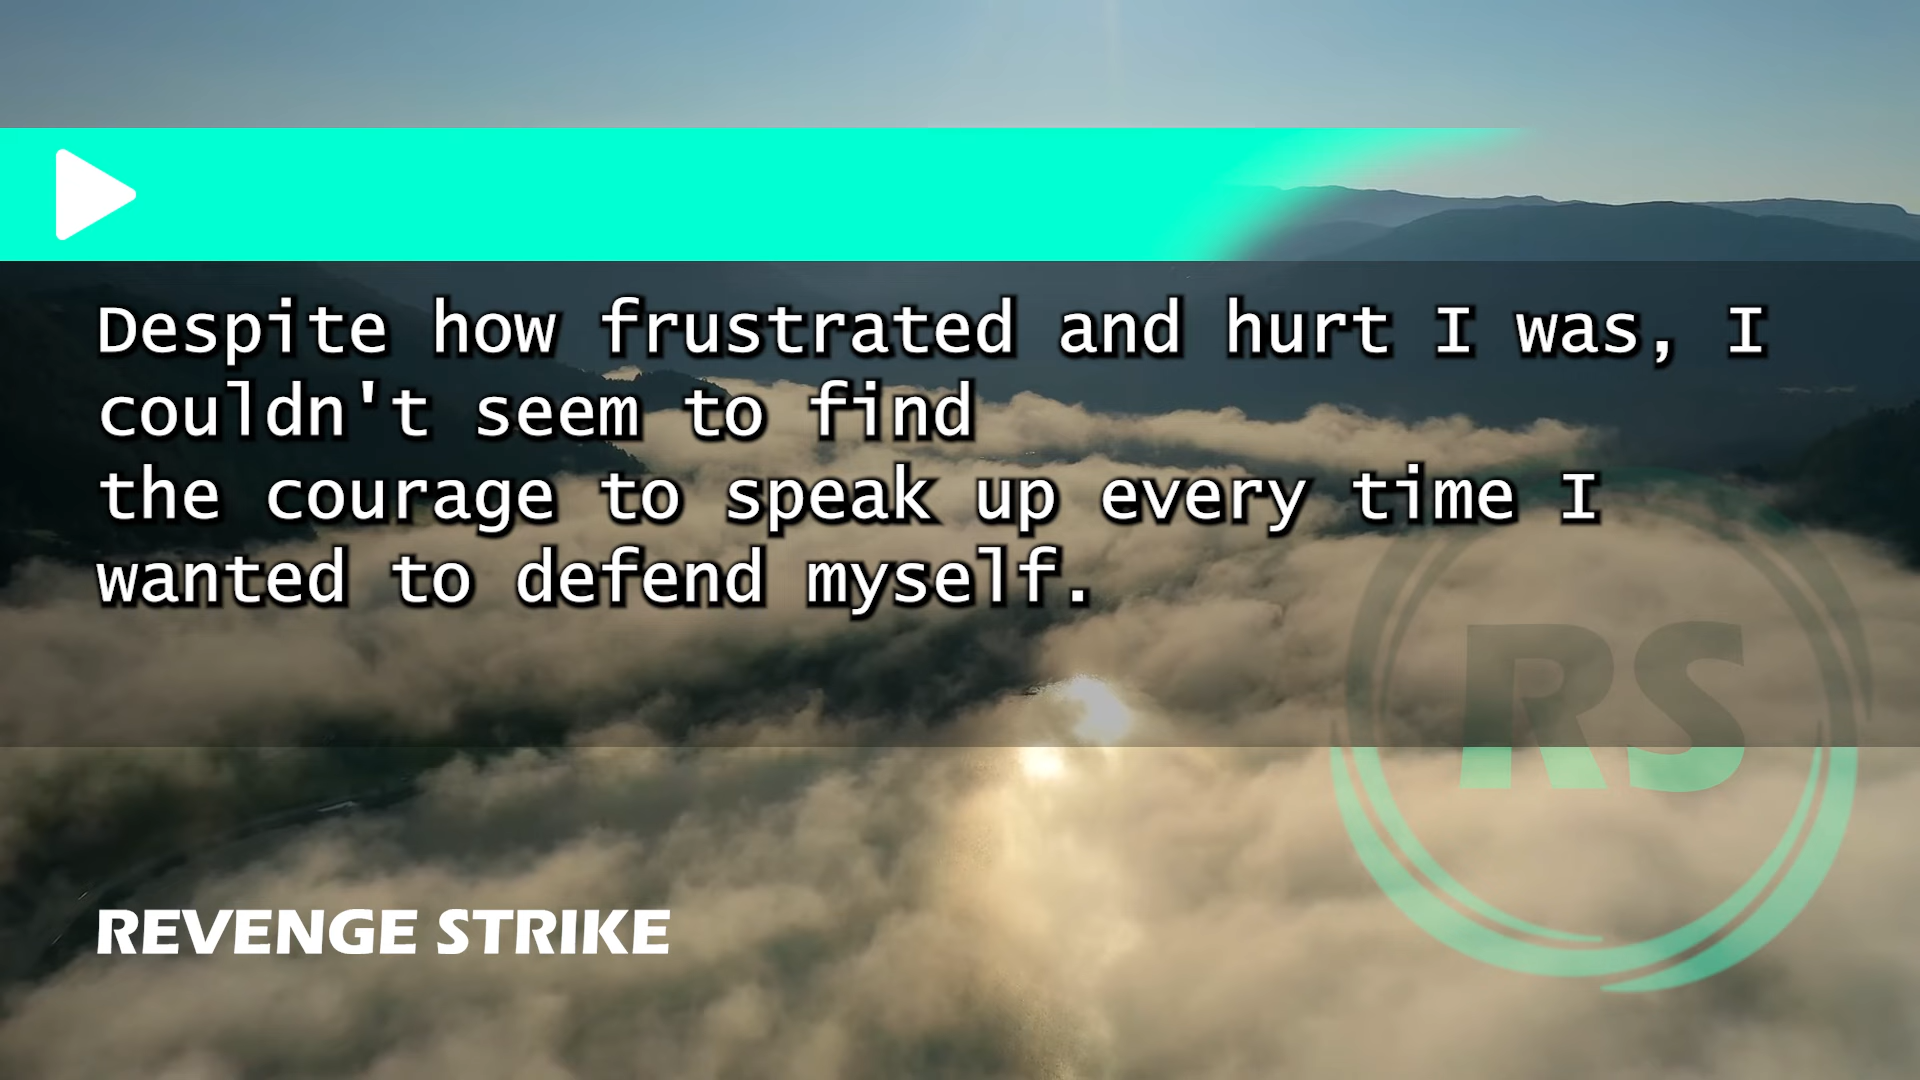 Despite how frustrated and hurt I was, I
couldn't seem to find
the courage to speak up every time I
wanted to defend myself.
RS
REVENGE STRIKE